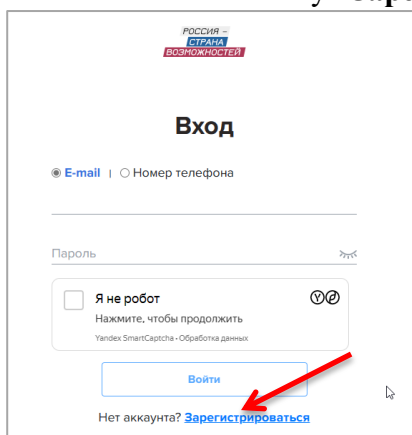 РОССИЯ –
СТРАНА
ВОЗМОЖНОСТЕЙ
Вход
E-mail | Номер телефона
Пароль
Я не робот
Нажмите, чтобы продолжить
Yandex SmartCaptcha • Обработка данных
Войти
Нет аккаунта? Зарегистрироваться